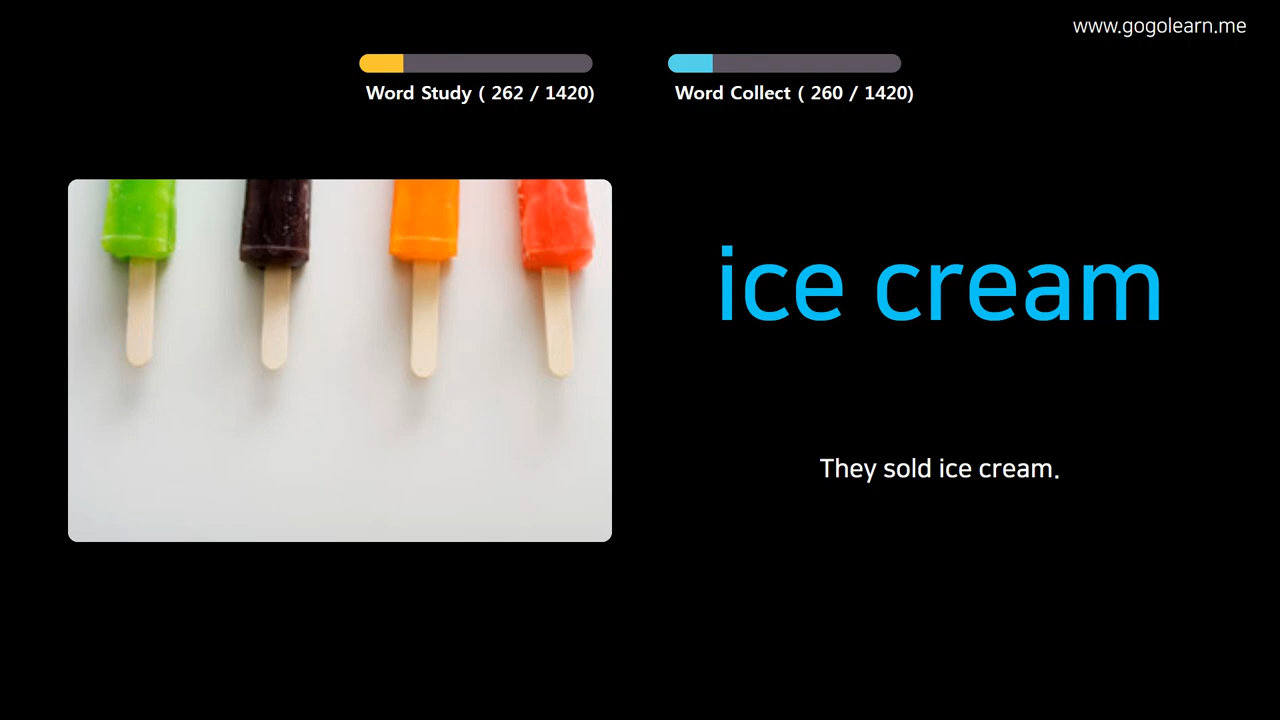 www.gogolearn.me
Word Study ( 262 / 1420)
Word Collect ( 260 / 1420)
ice cream
They sold ice cream.